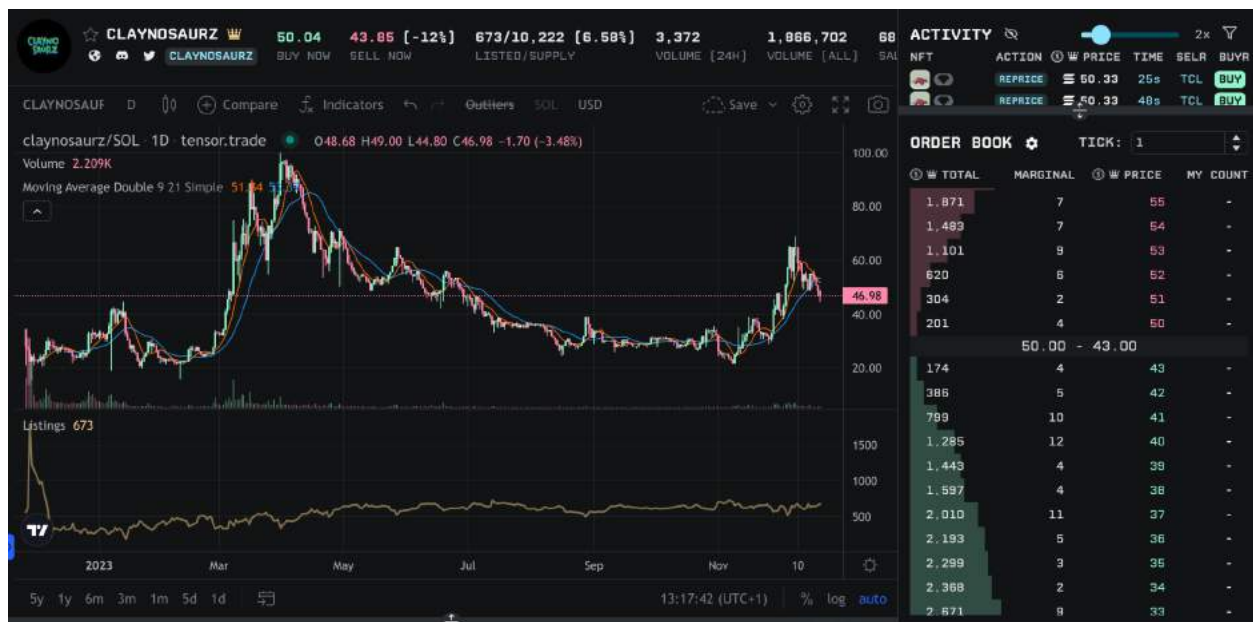 CLAYNO SAURZ
CLAYNOSAURZ
50.04 43.85 [-12%] 673/10,222 [6.58%] 3,372 1,866,702 68
CLAYNOSAURZ BUY NOW SELL NOW LISTED/SUPPLY VOLUME [24H] VOLUME [ALL] SAL
CLAYNOSAUF D Compare Indicators Outliers SOL USD Save
claynosaurz/SOL · 1D · tensor.trade O48.68 H49.00 L44.80 C46.98 -1.70 (-3.48%)
Volume 2.209K
Moving Average Double 9 21 Simple
100.00
80.00
60.00
46.98
40.00
20.00
Listings 673
1500
1000
500
2023 Mar May Jul Sep Nov 10
5y 1y 6m 3m 1m 5d 1d 13:17:42 (UTC+1) % log auto
ACTIVITY 2x
NFT ACTION PRICE TIME SELR BUYR
REPRICE 50.33 25s TCL BUY
REPRICE 50.33 48s TCL BUY
ORDER BOOK TICK: 1
TOTAL MARGINAL PRICE MY COUNT
1,871 7 55 -
1,483 7 54 -
1,101 9 53 -
620 6 52 -
304 2 51 -
201 4 50 -
50.00 - 43.00
174 4 43 -
386 5 42 -
799 10 41 -
1,285 12 40 -
1,443 4 39 -
1,597 4 38 -
2,010 11 37 -
2,193 5 36 -
2,299 3 35 -
2,368 2 34 -
2,671 9 33 -